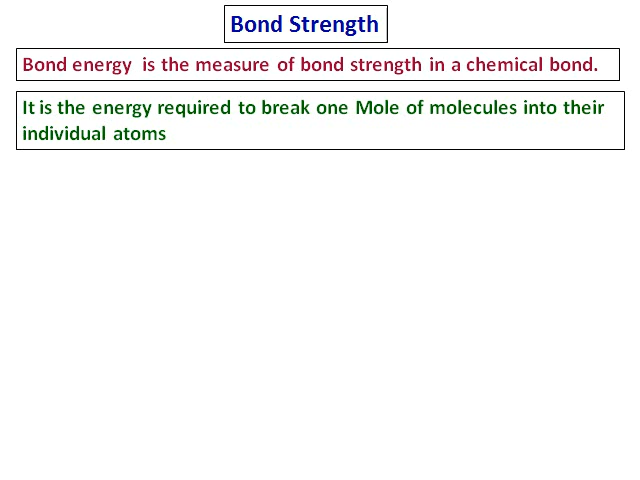 Bond Strength
Bond energy is the measure of bond strength in a chemical bond.
It is the energy required to break one Mole of molecules into their
individual atoms